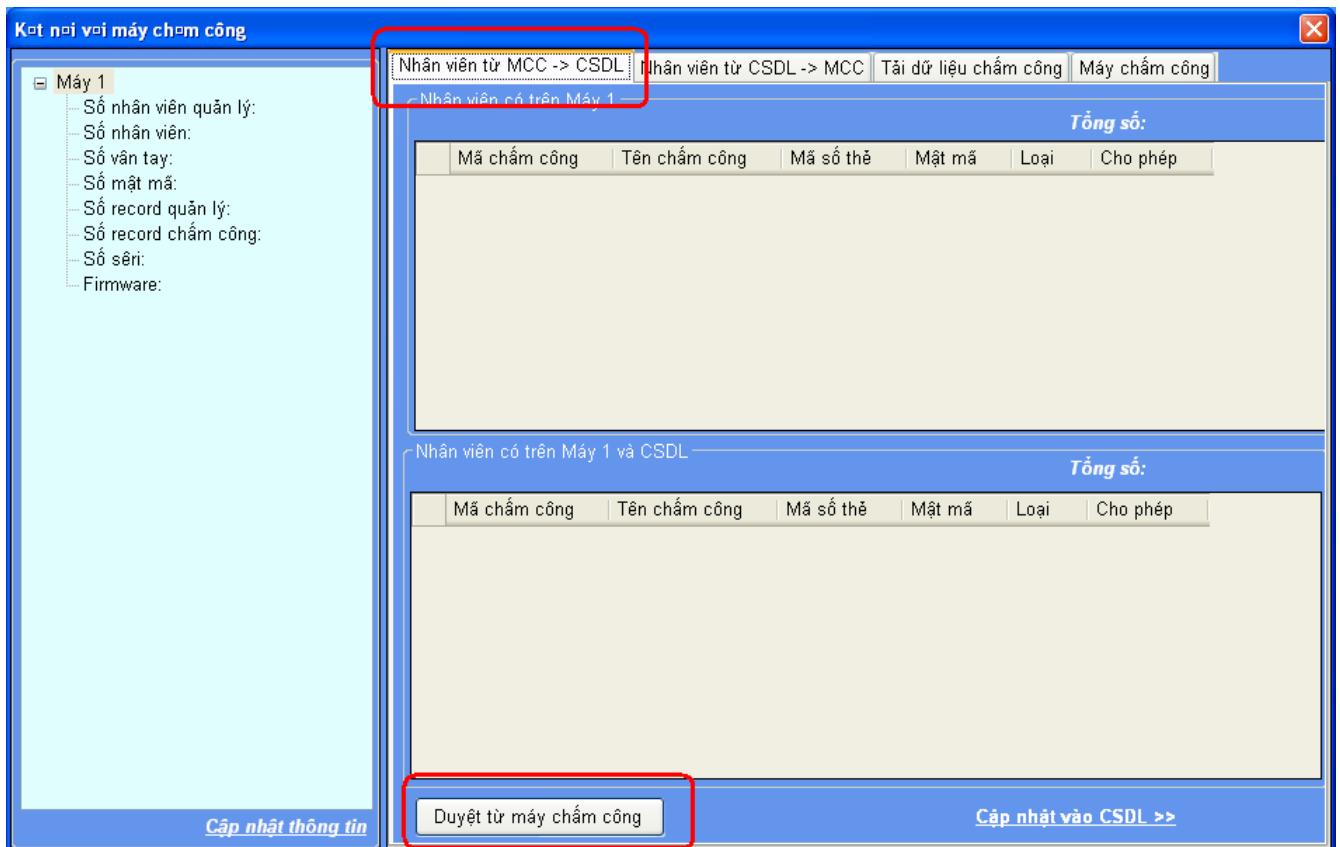 Kết nối với máy chấm công
Máy 1
Số nhân viên quản lý:
Số nhân viên:
Số vân tay:
Số mật mã:
Số record quản lý:
Số record chấm công:
Số sêri:
Firmware:
Cập nhật thông tin
Nhân viên từ MCC -> CSDL Nhân viên từ CSDL -> MCC Tải dữ liệu chấm công Máy chấm công
Nhân viên có trên Máy 1
Tổng số:
Mã chấm công Tên chấm công Mã số thẻ Mật mã Loại Cho phép
Nhân viên có trên Máy 1 và CSDL
Tổng số:
Mã chấm công Tên chấm công Mã số thẻ Mật mã Loại Cho phép
Duyệt từ máy chấm công
Cập nhật vào CSDL >>